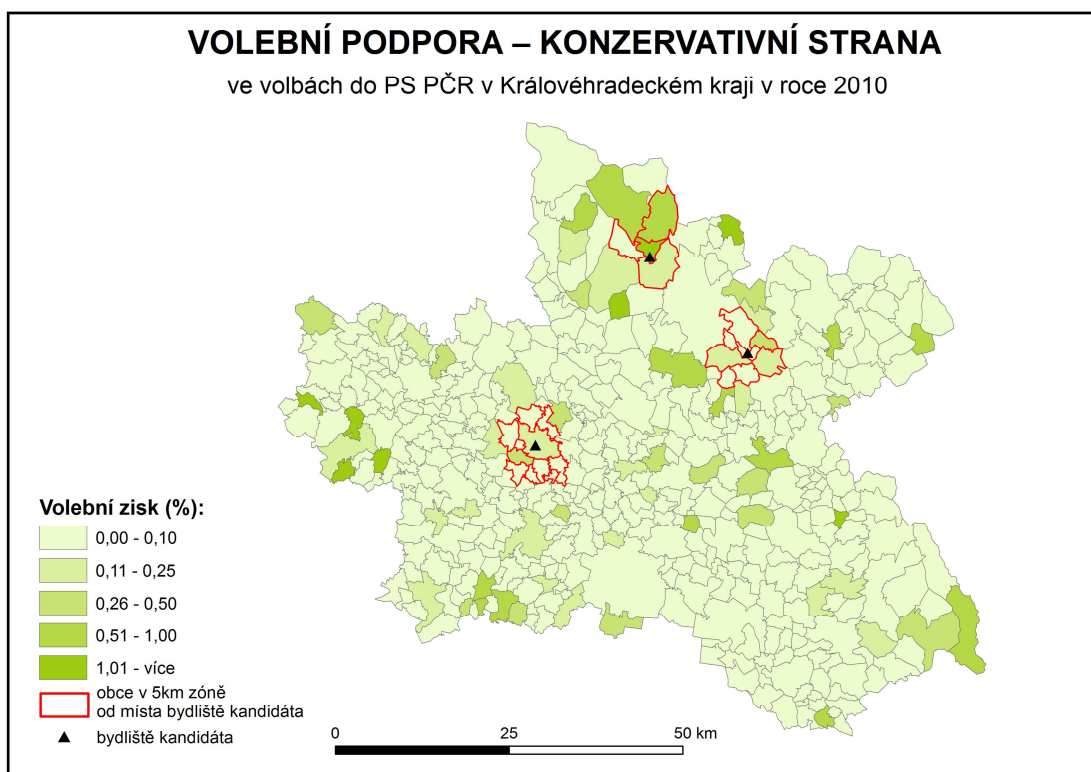 VOLEBNÍ PODPORA – KONZERVATIVNÍ STRANA
ve volbách do PS PČR v Královéhradeckém kraji v roce 2010
Volební zisk (%):
0,00 - 0,10
0,11 - 0,25
0,26 - 0,50
0,51 - 1,00
1,01 - více
obce v 5km zóně
od místa bydliště kandidáta
bydliště kandidáta
0 25 50 km